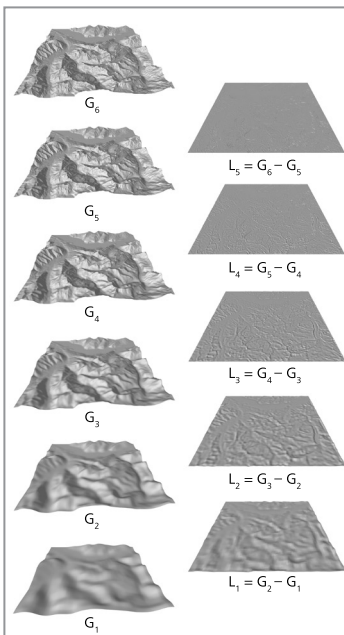 G₆
L₅ = G₆ − G₅
G₅
L₄ = G₅ − G₄
G₄
L₃ = G₄ − G₃
G₃
L₂ = G₃ − G₂
G₂
L₁ = G₂ − G₁
G₁